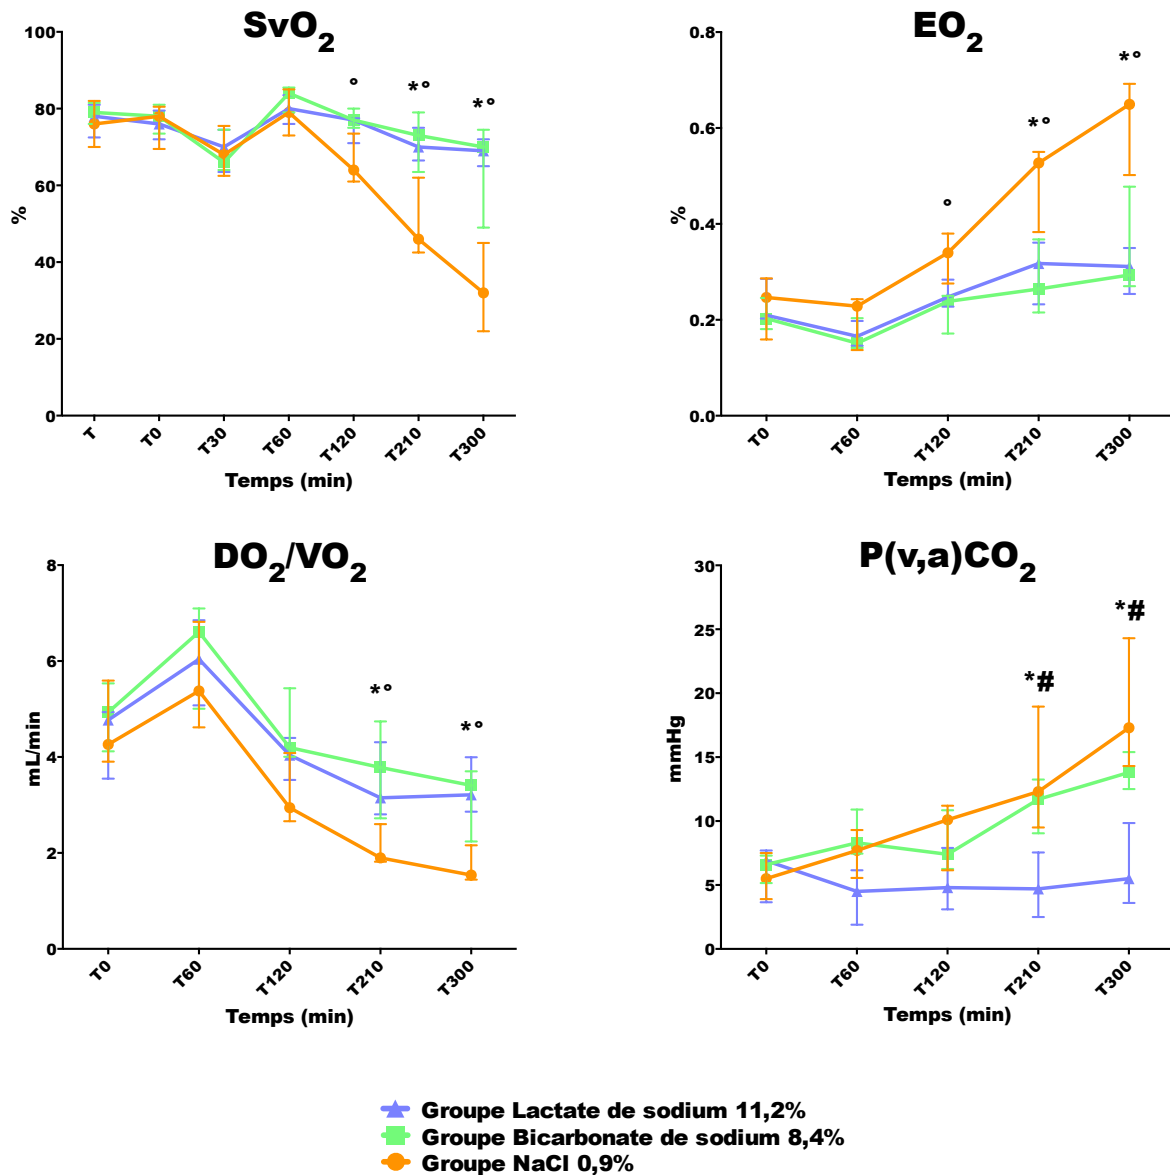 SvO2
100
80
60
40
20
0
%
° *° *°
T T0 T30 T60 T120 T210 T300
Temps (min)
EO2
0.8
0.6
0.4
0.2
0.0
%
° *° *°
T0 T60 T120 T210 T300
Temps (min)
DO2/VO2
8
6
4
2
0
mL/min
*° *°
T0 T60 T120 T210 T300
Temps (min)
P(v,a)CO2
30
25
20
15
10
5
0
mmHg
*# *#
T0 T60 T120 T210 T300
Temps (min)
Groupe Lactate de sodium 11,2%
Groupe Bicarbonate de sodium 8,4%
Groupe NaCl 0,9%